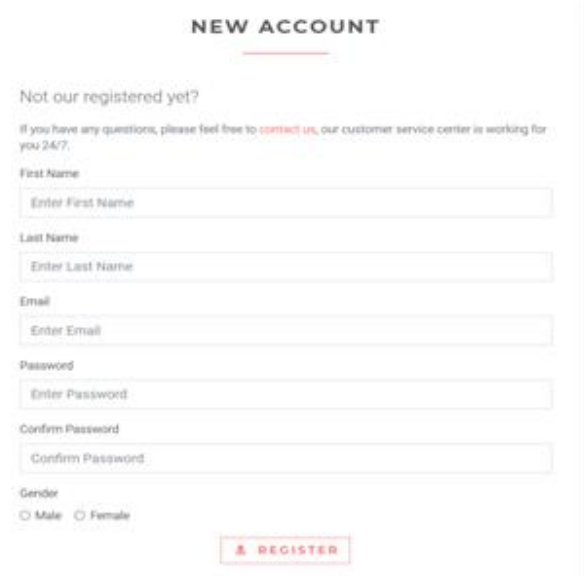 NEW ACCOUNT
Not our registered yet?
If you have any questions, please feel free to contact us, our customer service center is working for
you 24/7.
First Name
Enter First Name
Last Name
Enter Last Name
Email
Enter Email
Password
Enter Password
Confirm Password
Confirm Password
Gender
Male Female
REGISTER